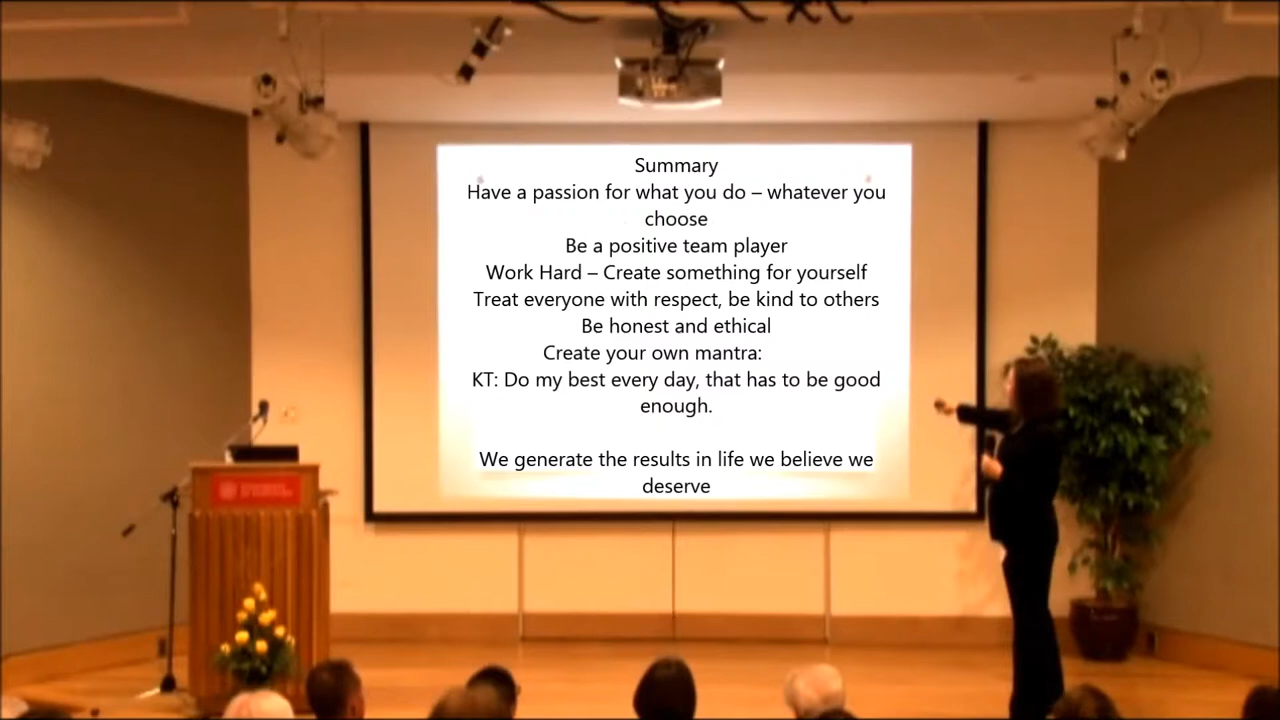 Summary
Have a passion for what you do – whatever you
choose
Be a positive team player
Work Hard – Create something for yourself
Treat everyone with respect, be kind to others
Be honest and ethical
Create your own mantra:
KT: Do my best every day, that has to be good
enough.
We generate the results in life we believe we
deserve